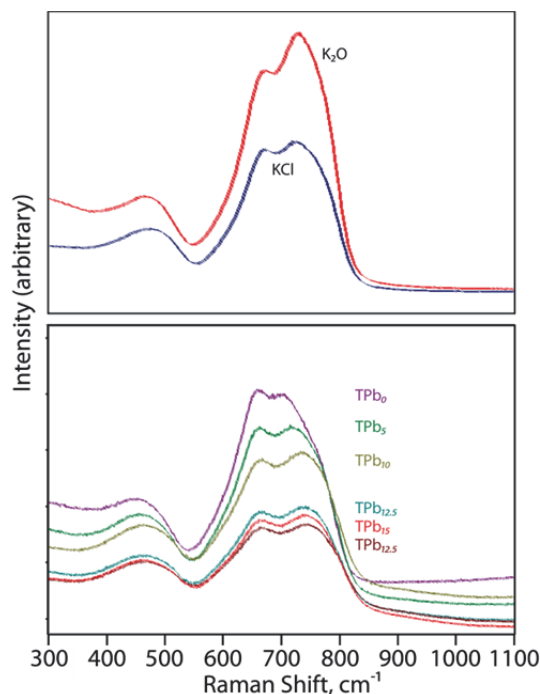 K₂O
KCl
Intensity (arbitrary)
TPb₀
TPb₅
TPb₁₀
TPb₁₂.₅
TPb₁₅
TPb₁₂.₅
300 400 500 600 700 800 900 1000 1100
Raman Shift, cm⁻¹